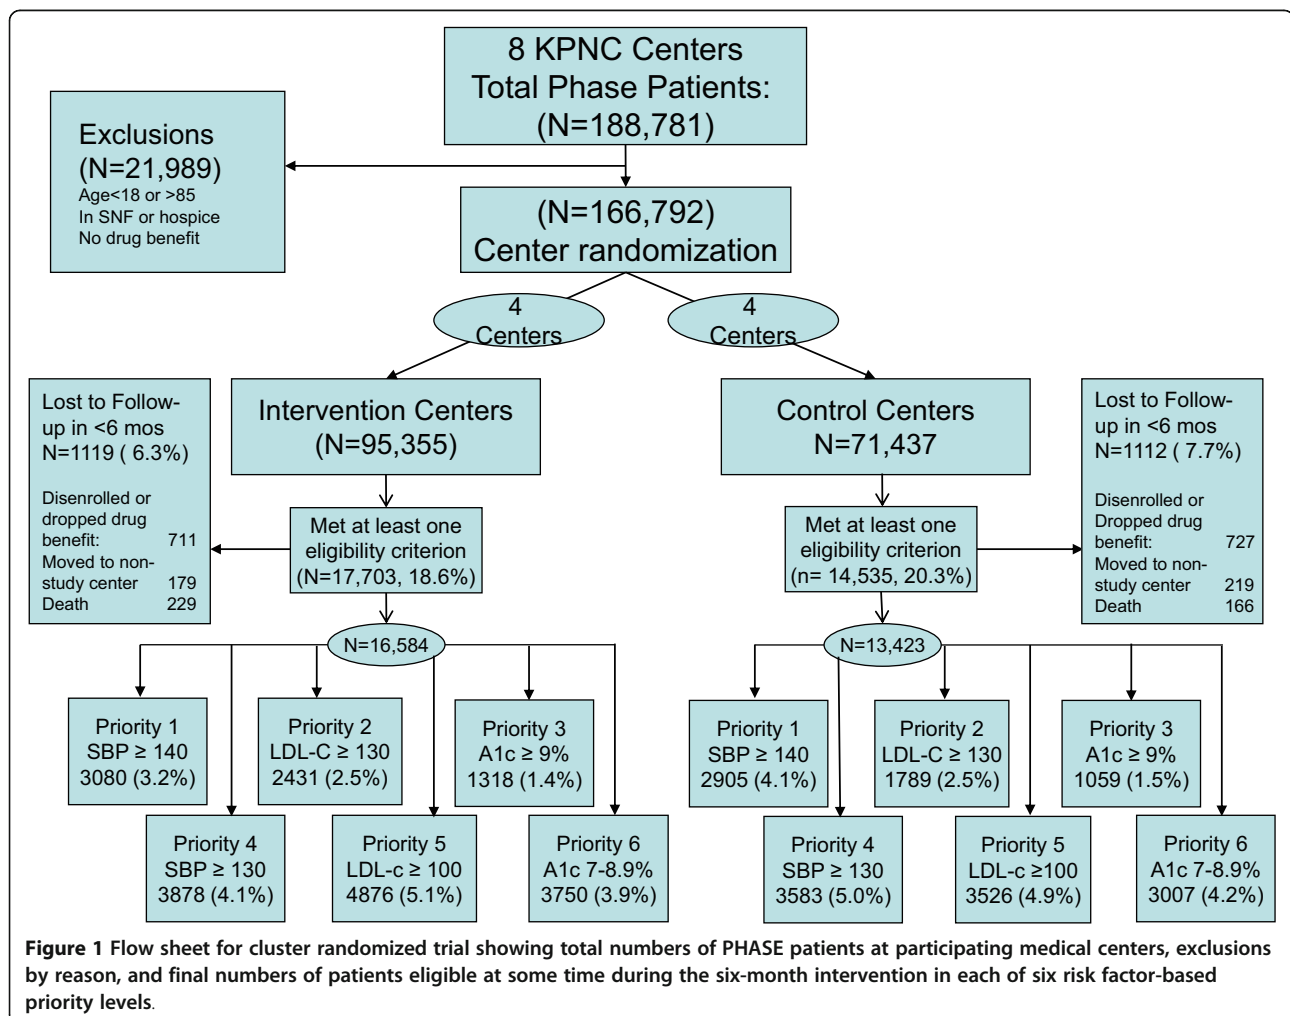 8 KPNC Centers
Total Phase Patients:
(N=188,781)
Exclusions
(N=21,989)
Age<18 or >85
In SNF or hospice
No drug benefit
(N=166,792)
Center randomization
4
Centers
4
Centers
Lost to Follow-
up in <6 mos
N=1119 ( 6.3%)
Disenrolled or
dropped drug
benefit: 711
Moved to non-
study center 179
Death 229
Intervention Centers
(N=95,355)
Control Centers
N=71,437
Lost to Follow-
up in <6 mos
N=1112 ( 7.7%)
Disenrolled or
Dropped drug
benefit: 727
Moved to non-
study center 219
Death 166
Met at least one
eligibility criterion
(N=17,703, 18.6%)
Met at least one
eligibility criterion
(n= 14,535, 20.3%)
N=16,584
N=13,423
Priority 1
SBP ≥ 140
3080 (3.2%)
Priority 2
LDL-C ≥ 130
2431 (2.5%)
Priority 3
A1c ≥ 9%
1318 (1.4%)
Priority 4
SBP ≥ 130
3878 (4.1%)
Priority 5
LDL-c ≥ 100
4876 (5.1%)
Priority 6
A1c 7-8.9%
3750 (3.9%)
Priority 1
SBP ≥ 140
2905 (4.1%)
Priority 2
LDL-C ≥ 130
1789 (2.5%)
Priority 3
A1c ≥ 9%
1059 (1.5%)
Priority 4
SBP ≥ 130
3583 (5.0%)
Priority 5
LDL-c ≥100
3526 (4.9%)
Priority 6
A1c 7-8.9%
3007 (4.2%)
Figure 1 Flow sheet for cluster randomized trial showing total numbers of PHASE patients at participating medical centers, exclusions
by reason, and final numbers of patients eligible at some time during the six-month intervention in each of six risk factor-based
priority levels.